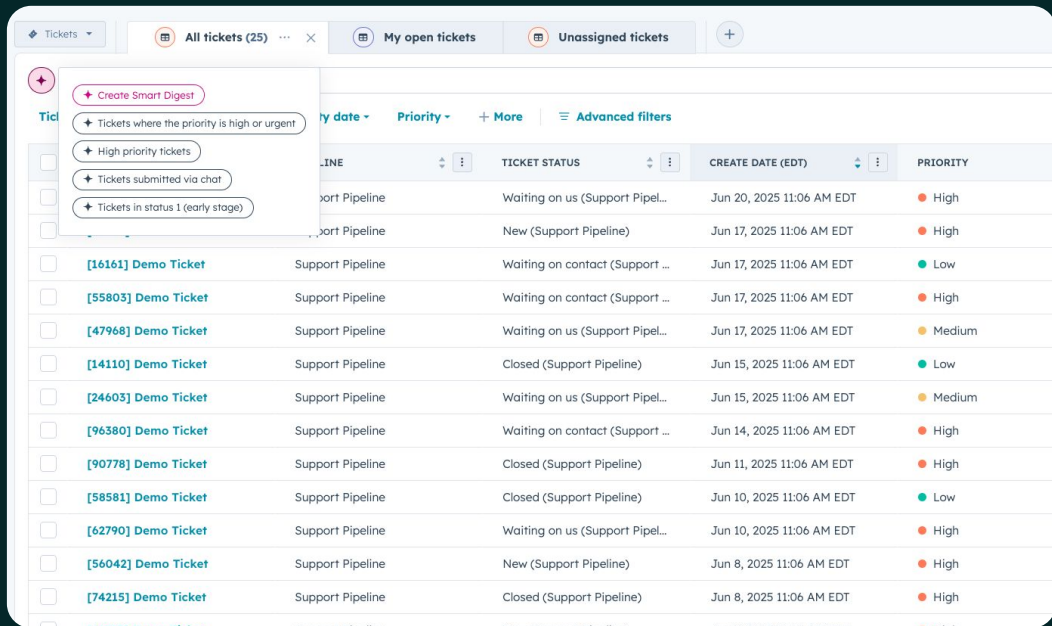 Tickets
All tickets (25)
My open tickets
Unassigned tickets
Create Smart Digest
Tickets where the priority is high or urgent
High priority tickets
Tickets submitted via chat
Tickets in status 1 (early stage)
date Priority More Advanced filters
TICKET STATUS CREATE DATE (EDT) PRIORITY
Pipeline Waiting on us (Support Pipel... Jun 20, 2025 11:06 AM EDT High
Pipeline New (Support Pipeline) Jun 17, 2025 11:06 AM EDT High
[16161] Demo Ticket Support Pipeline Waiting on contact (Support ... Jun 17, 2025 11:06 AM EDT Low
[55803] Demo Ticket Support Pipeline Waiting on contact (Support ... Jun 17, 2025 11:06 AM EDT High
[47968] Demo Ticket Support Pipeline Waiting on us (Support Pipel... Jun 17, 2025 11:06 AM EDT Medium
[14110] Demo Ticket Support Pipeline Closed (Support Pipeline) Jun 15, 2025 11:06 AM EDT Low
[24603] Demo Ticket Support Pipeline Waiting on us (Support Pipel... Jun 15, 2025 11:06 AM EDT Medium
[96380] Demo Ticket Support Pipeline Waiting on contact (Support ... Jun 14, 2025 11:06 AM EDT High
[90778] Demo Ticket Support Pipeline Closed (Support Pipeline) Jun 11, 2025 11:06 AM EDT High
[58581] Demo Ticket Support Pipeline Closed (Support Pipeline) Jun 10, 2025 11:06 AM EDT Low
[62790] Demo Ticket Support Pipeline Waiting on us (Support Pipel... Jun 10, 2025 11:06 AM EDT High
[56042] Demo Ticket Support Pipeline New (Support Pipeline) Jun 8, 2025 11:06 AM EDT High
[74215] Demo Ticket Support Pipeline Closed (Support Pipeline) Jun 8, 2025 11:06 AM EDT High